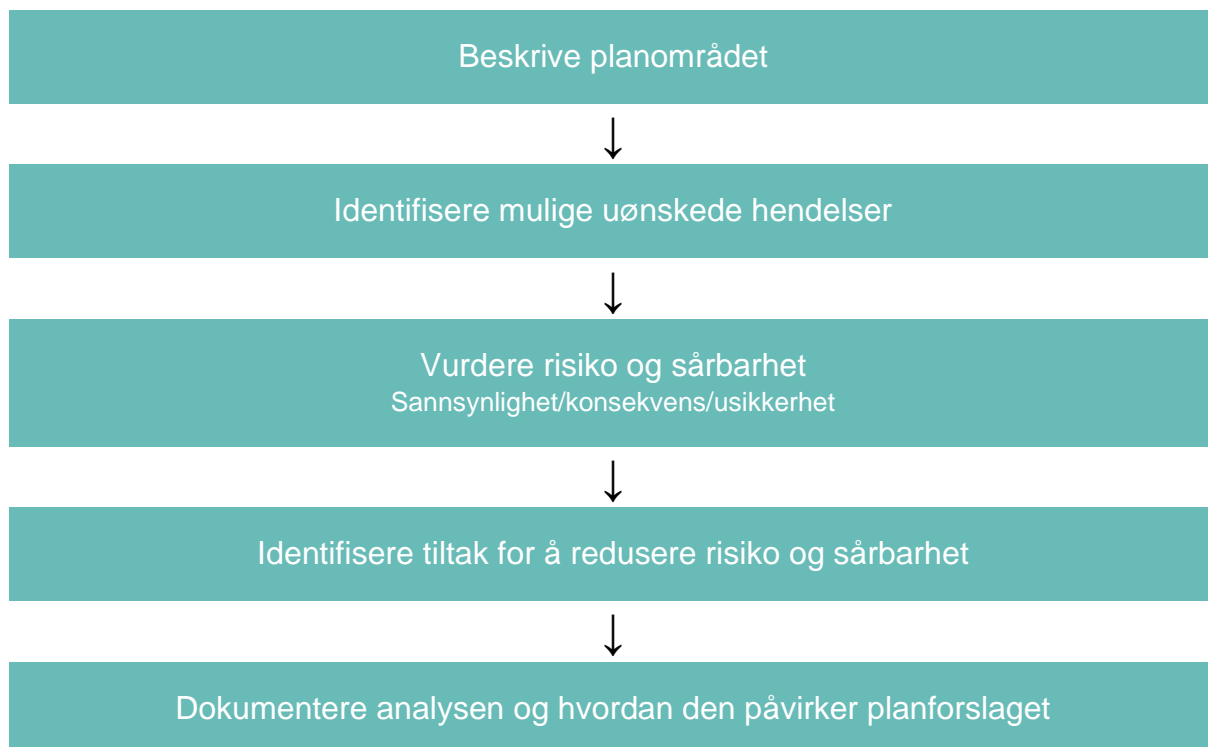 Beskrive planområdet
↓
Identifisere mulige uønskede hendelser
↓
Vurdere risiko og sårbarhet
Sannsynlighet/konsekvens/usikkerhet
↓
Identifisere tiltak for å redusere risiko og sårbarhet
↓
Dokumentere analysen og hvordan den påvirker planforslaget